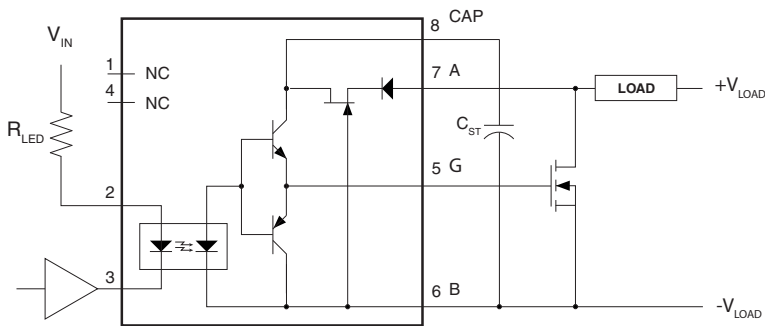 8 CAP
V_IN
1 NC
4 NC
7 A
LOAD
+V_LOAD
R_LED
C_ST
5 G
2
3
6 B
-V_LOAD